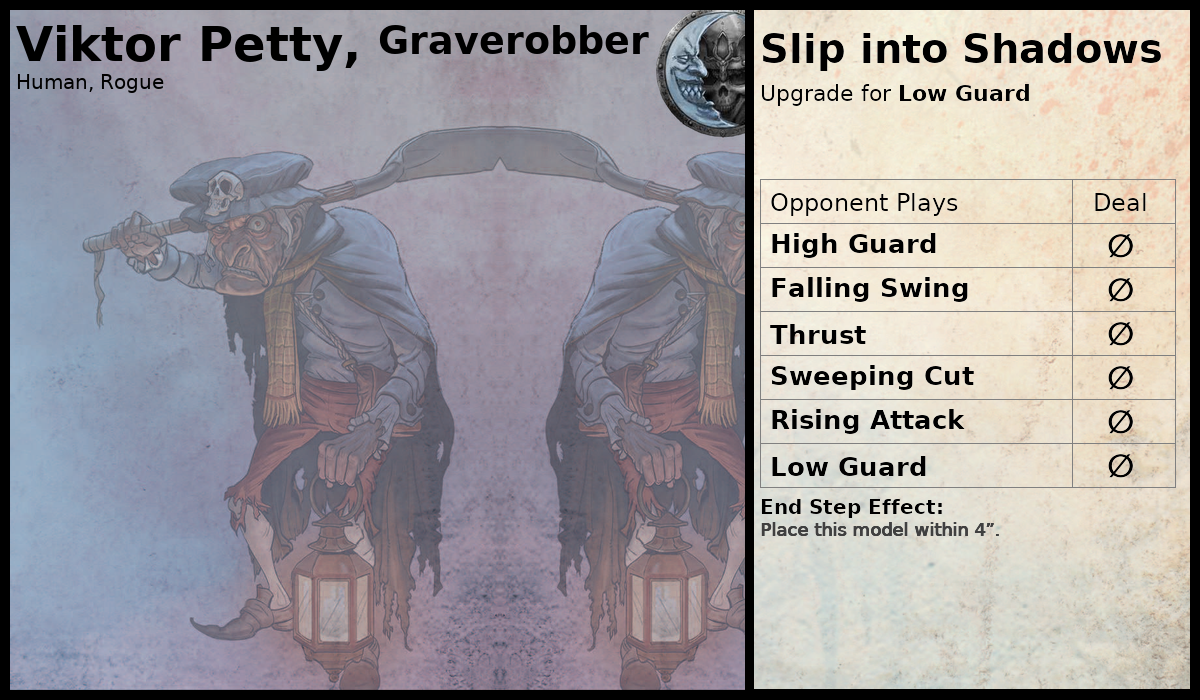 Viktor Petty, Graverobber
Human, Rogue
Slip into Shadows
Upgrade for Low Guard
Opponent Plays Deal
High Guard ∅
Falling Swing ∅
Thrust ∅
Sweeping Cut ∅
Rising Attack ∅
Low Guard ∅
End Step Effect:
Place this model within 4”.